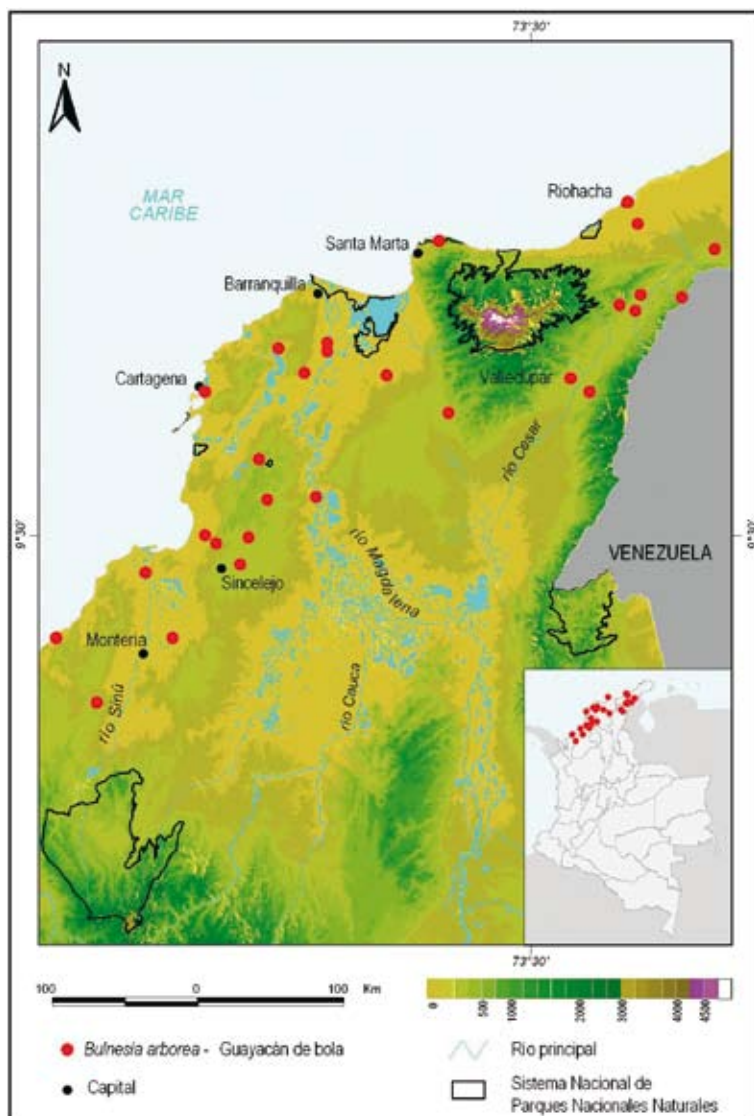 73°30'
N
MAR
CARIBE
Riohacha
Santa Marta
Barranquilla
Cartagena
Valledupar
río Cesar
9°30'
río Magdalena
VENEZUELA
Sincelejo
Montería
río Sinú
río Cauca
73°30'
100 0 100 Km
0 500 1000 2000 3000 4000 4500
Bulnesia arborea - Guayacán de bola
Río principal
Capital
Sistema Nacional de
Parques Nacionales Naturales